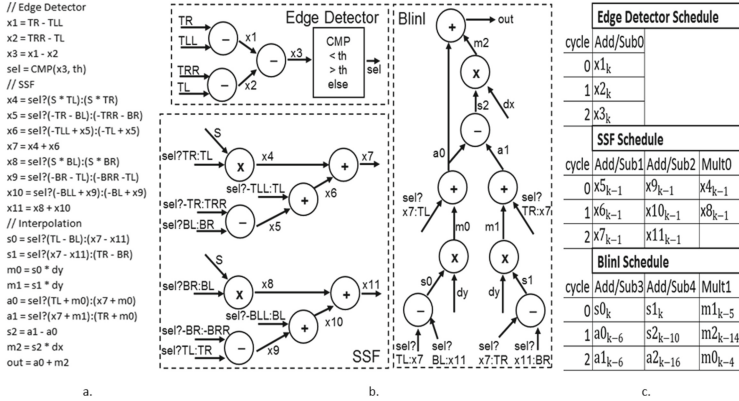 // Edge Detector
x1 = TR - TLL
x2 = TRR - TL
x3 = x1 - x2
sel = CMP(x3, th)
// SSF
x4 = sel?(S * TL):(S * TR)
x5 = sel?(-TR - BL):(-TRR - BR)
x6 = sel?(-TLL + x5):(-TL + x5)
x7 = x4 + x6
x8 = sel?(S * BL):(S * BR)
x9 = sel?(-BR - TL):(-BRR -TL)
x10 = sel?(-BLL + x9):(-BL + x9)
x11 = x8 + x10
// Interpolation
s0 = sel?(TL - BL):(x7 - x11)
s1 = sel?(x7 - x11):(TR - BR)
m0 = s0 * dy
m1 = s1 * dy
a0 = sel?(TL + m0):(x7 + m0)
a1 = sel?(x7 + m1):(TR + m0)
s2 = a1 - a0
m2 = s2 * dx
out = a0 + m2
a.
Edge Detector
TR
TLL
-
x1
TRR
TL
-
x2
-
x3
CMP
< th
> th
else
sel
S
sel?TR:TL
x
x4
+
x7
sel?-TLL:TL
+
x6
sel?-TR:TRR
sel?BL:BR
-
x5
S
sel?BR:BL
x
x8
+
x11
sel?-BLL:BL
+
x10
sel?-BR:-BRR
sel?TL:TR
-
x9
SSF
BlinI
out
+
m2
x
s2
dx
-
a0
a1
+
+
sel?
x7:TL
sel?
TR:x7
m0
m1
x
x
s0
dy
dy
s1
-
-
sel?
TL:x7
sel?
BL:x11
sel?
x7:TR
sel?
x11:BR
b.
Edge Detector Schedule
cycle Add/Sub0
0 x1k
1 x2k
2 x3k
SSF Schedule
cycle Add/Sub1 Add/Sub2 Mult0
0 x5k−1 x9k−1 x4k−1
1 x6k−1 x10k−1 x8k−1
2 x7k−1 x11k−1
BlinI Schedule
cycle Add/Sub3 Add/Sub4 Mult1
0 s0k s1k m1k−5
1 a0k−6 s2k−10 m2k−14
2 a1k−6 a2k−16 m0k−4
c.